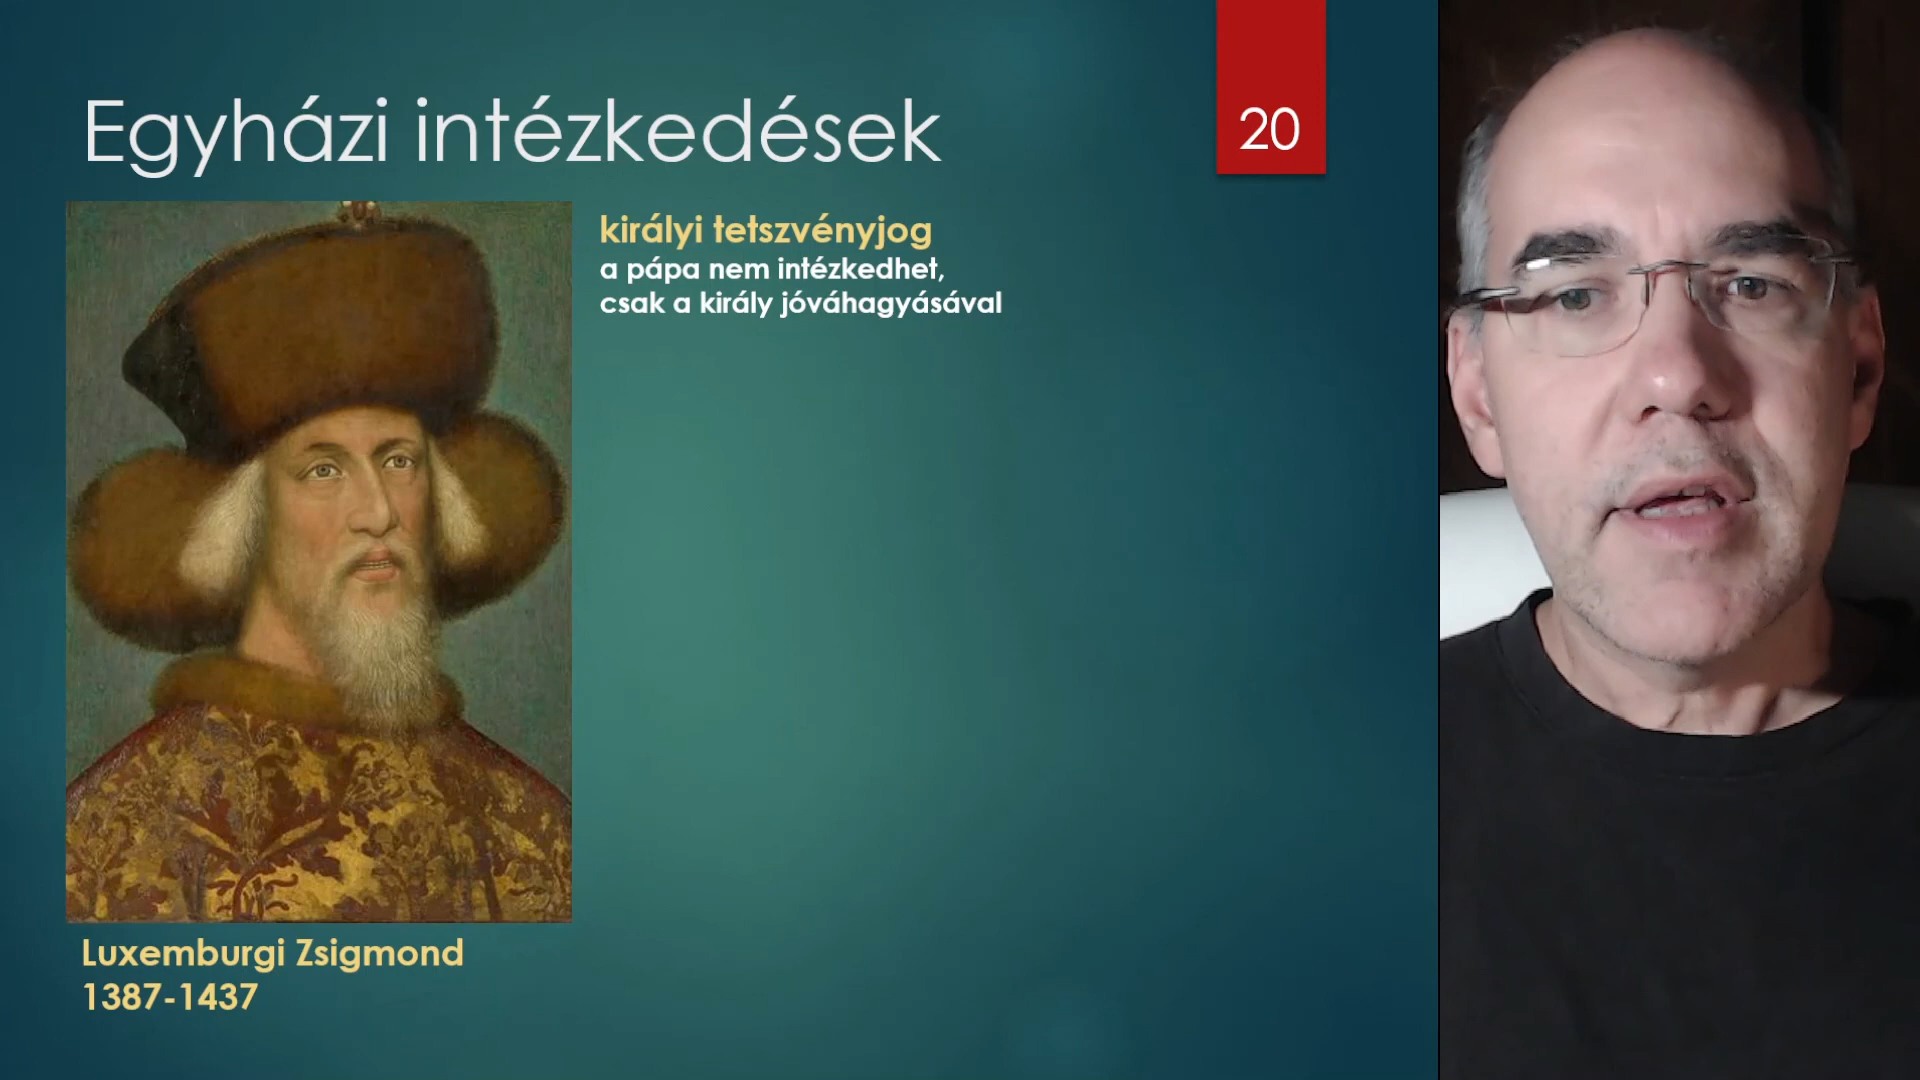 Egyházi intézkedések
20
királyi tetszvényjog
a pápa nem intézkedhet,
csak a király jóváhagyásával
Luxemburgi Zsigmond
1387-1437